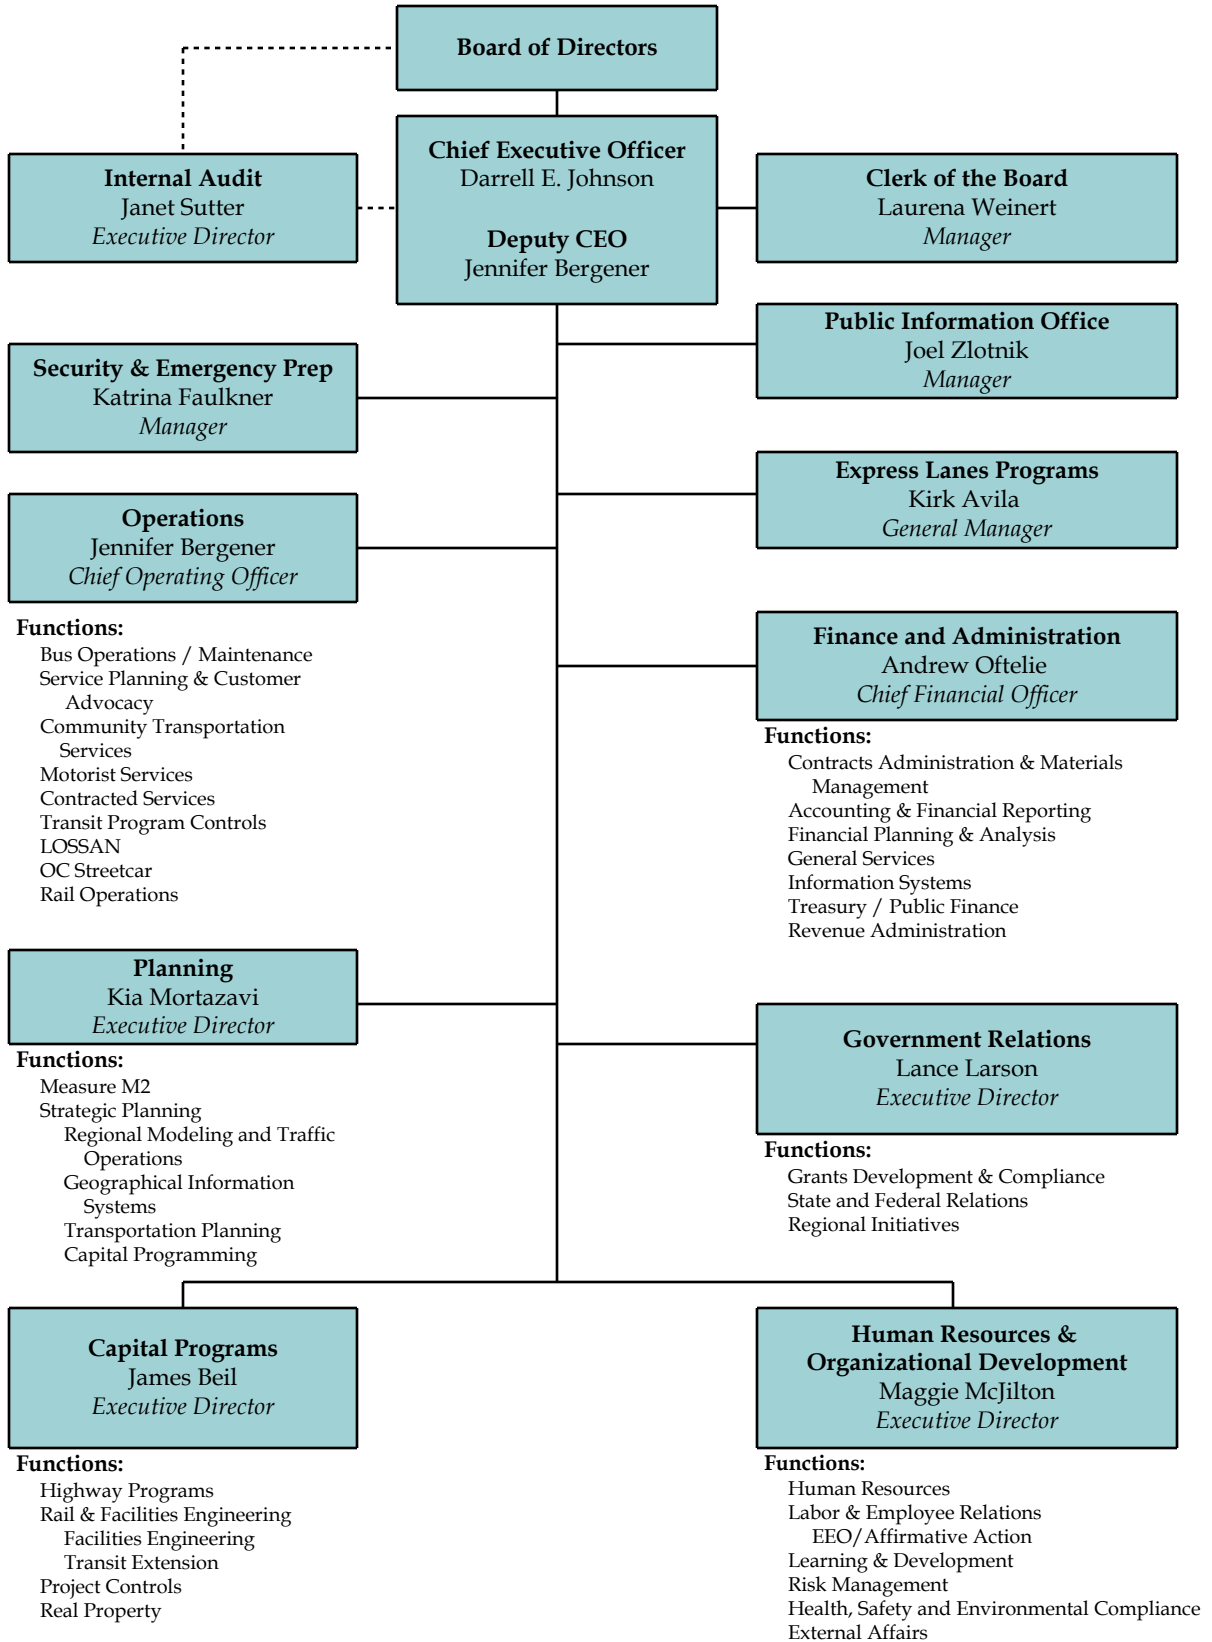 Board of Directors
Chief Executive Officer
Darrell E. Johnson
Deputy CEO
Jennifer Bergener
Internal Audit
Janet Sutter
Executive Director
Clerk of the Board
Laurena Weinert
Manager
Public Information Office
Joel Zlotnik
Manager
Security & Emergency Prep
Katrina Faulkner
Manager
Express Lanes Programs
Kirk Avila
General Manager
Operations
Jennifer Bergener
Chief Operating Officer
Functions:
Bus Operations / Maintenance
Service Planning & Customer
Advocacy
Community Transportation
Services
Motorist Services
Contracted Services
Transit Program Controls
LOSSAN
OC Streetcar
Rail Operations
Finance and Administration
Andrew Oftelie
Chief Financial Officer
Functions:
Contracts Administration & Materials
Management
Accounting & Financial Reporting
Financial Planning & Analysis
General Services
Information Systems
Treasury / Public Finance
Revenue Administration
Planning
Kia Mortazavi
Executive Director
Functions:
Measure M2
Strategic Planning
Regional Modeling and Traffic
Operations
Geographical Information
Systems
Transportation Planning
Capital Programming
Government Relations
Lance Larson
Executive Director
Functions:
Grants Development & Compliance
State and Federal Relations
Regional Initiatives
Capital Programs
James Beil
Executive Director
Functions:
Highway Programs
Rail & Facilities Engineering
Facilities Engineering
Transit Extension
Project Controls
Real Property
Human Resources &
Organizational Development
Maggie McJilton
Executive Director
Functions:
Human Resources
Labor & Employee Relations
EEO/Affirmative Action
Learning & Development
Risk Management
Health, Safety and Environmental Compliance
External Affairs